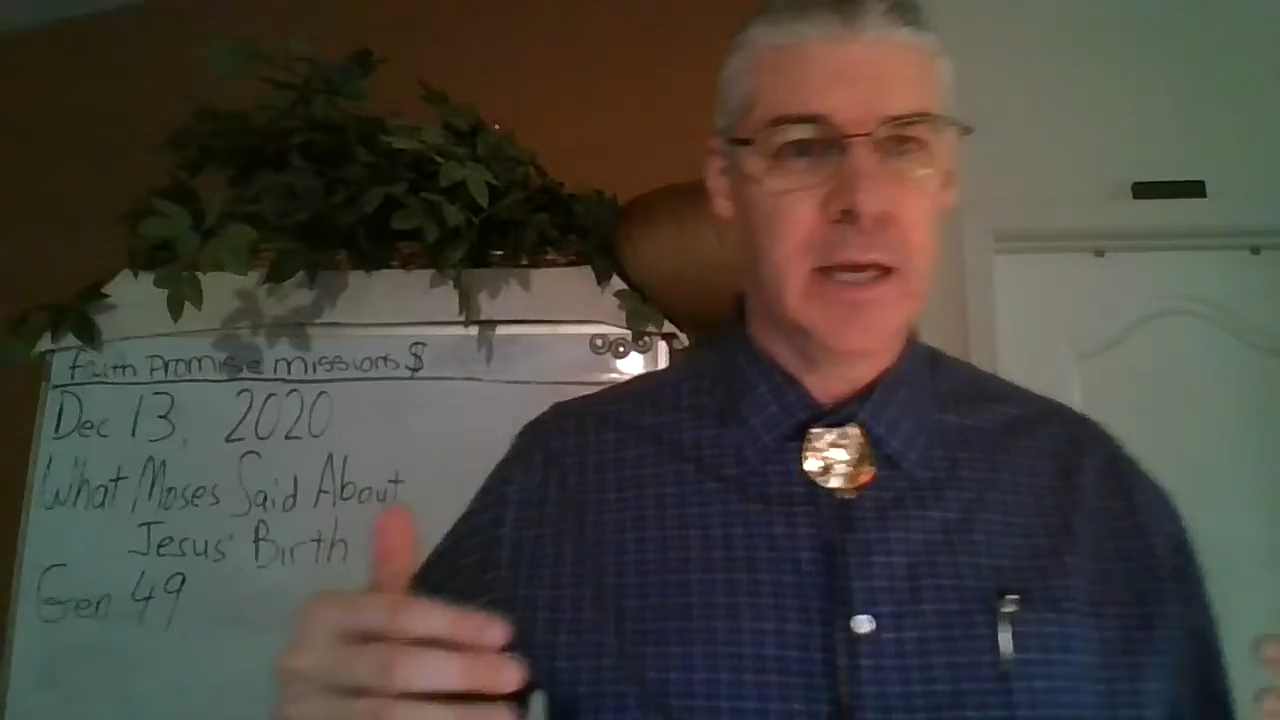 faith promise missions $
Dec 13, 2020
What Moses Said About
Jesus' Birth
Gen 49